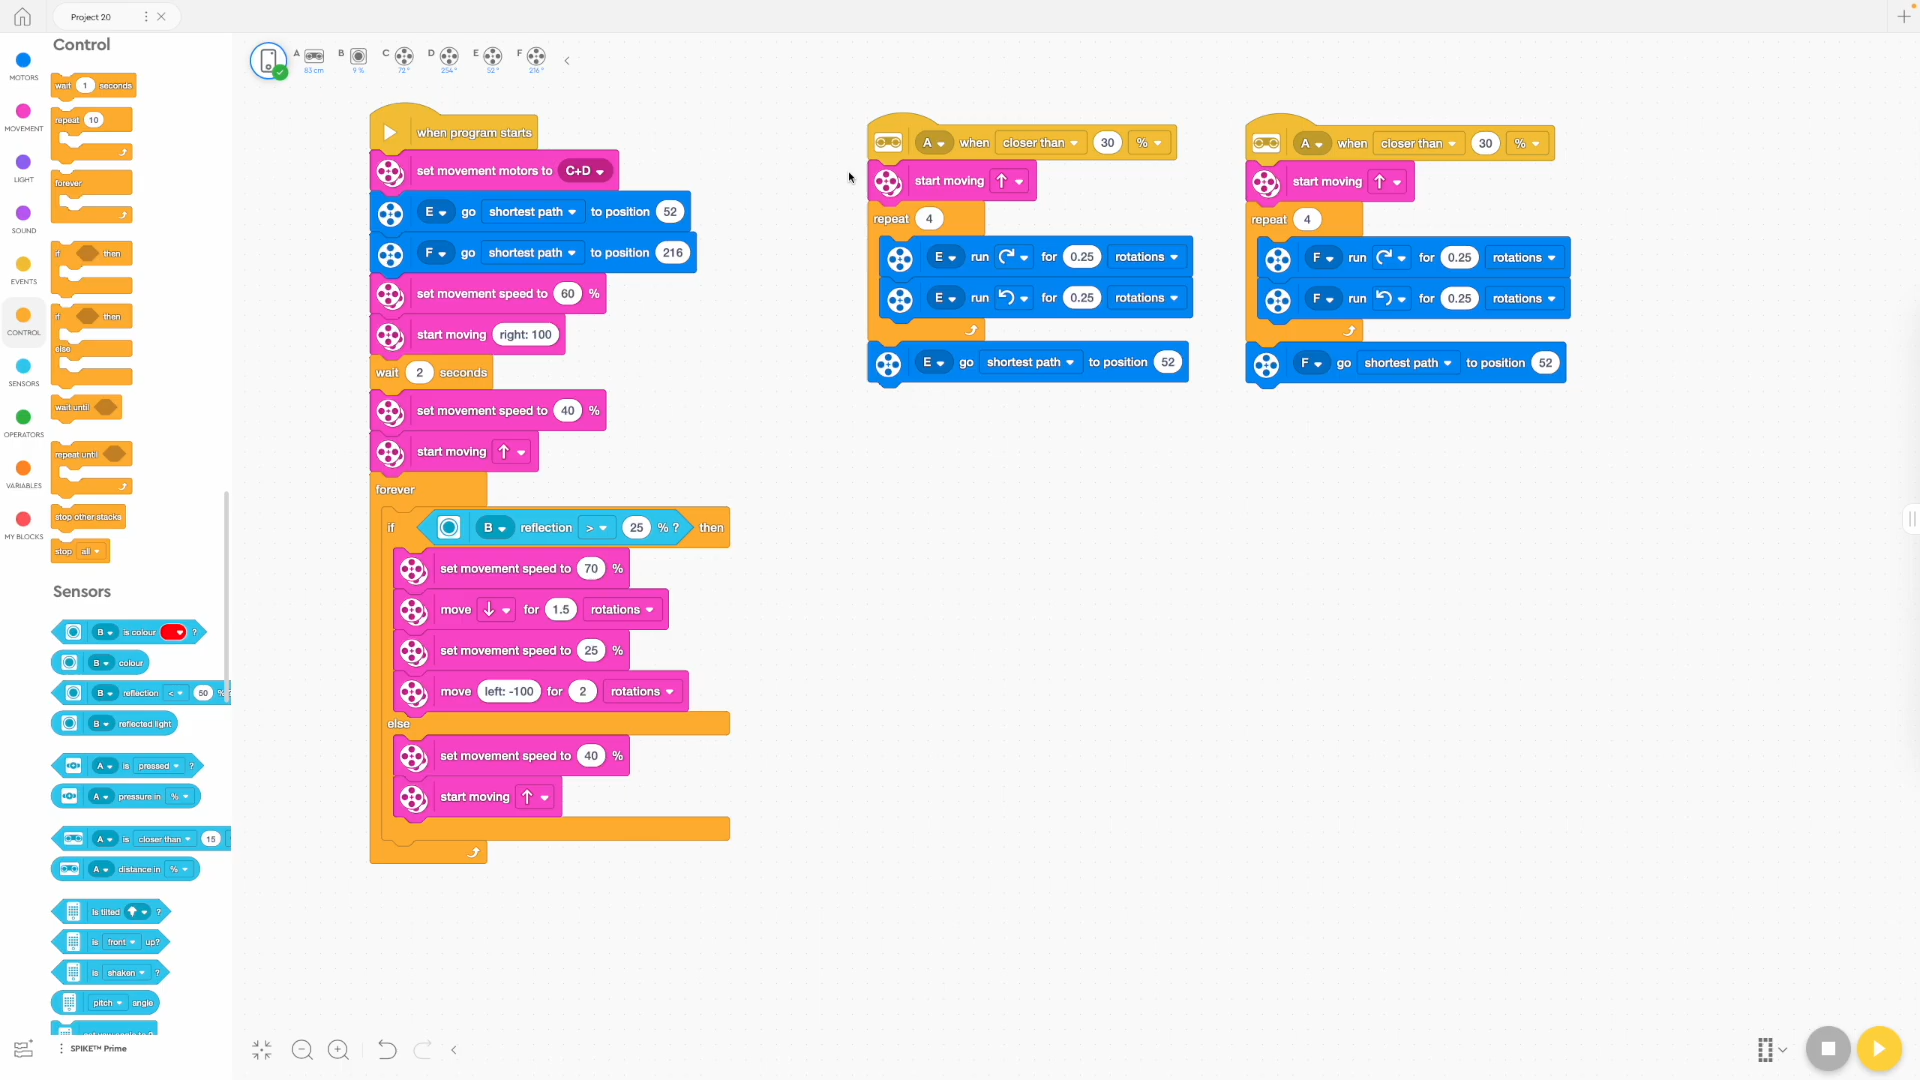 Project 20
Control
MOTORS
MOVEMENT
LIGHT
SOUND
EVENTS
CONTROL
SENSORS
OPERATORS
VARIABLES
MY BLOCKS
wait 1 seconds
repeat 10
forever
if then
if then
else
wait until
repeat until
stop other stacks
stop all
Sensors
B is colour ?
B colour
B reflection < 50 %
B reflected light
A is pressed ?
A pressure in %
A is closer than 15
A distance in %
is tilted ?
is front up?
is shaken ?
pitch angle
SPIKE™ Prime
A 83 cm
B 9 %
C 72°
D 254°
E 52°
F 216°
when program starts
set movement motors to C+D
E go shortest path to position 52
F go shortest path to position 216
set movement speed to 60 %
start moving right: 100
wait 2 seconds
set movement speed to 40 %
start moving
forever
if B reflection > 25 % ? then
set movement speed to 70 %
move for 1.5 rotations
set movement speed to 25 %
move left: -100 for 2 rotations
else
set movement speed to 40 %
start moving
A when closer than 30 %
start moving
repeat 4
E run for 0.25 rotations
E run for 0.25 rotations
E go shortest path to position 52
A when closer than 30 %
start moving
repeat 4
F run for 0.25 rotations
F run for 0.25 rotations
F go shortest path to position 52